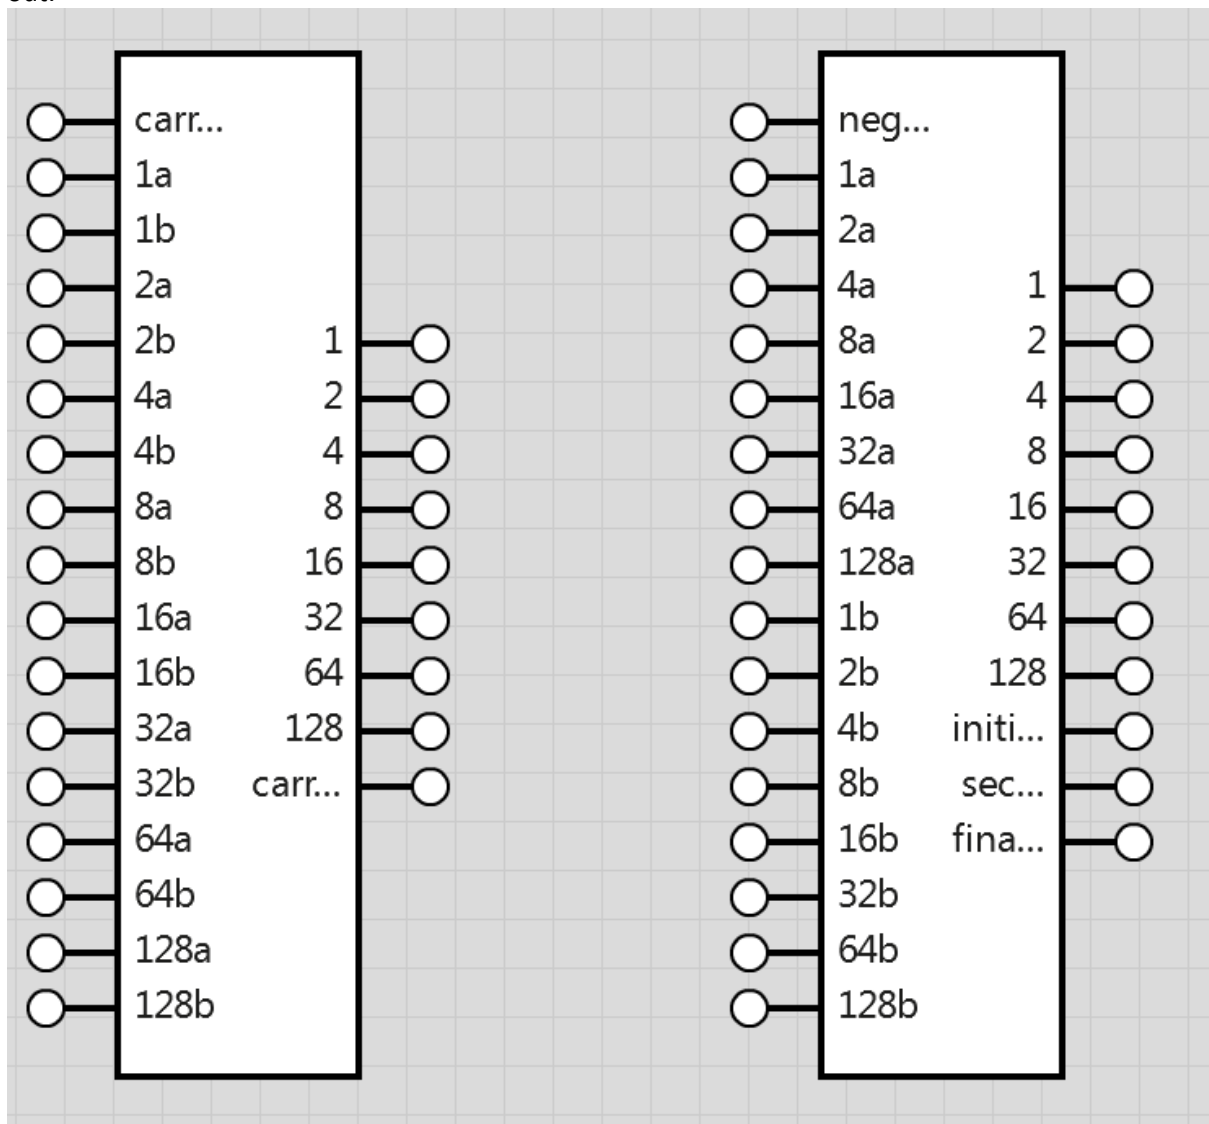 carr...
1a
1b
2a
2b 1
4a 2
4b 4
8a 8
8b 16
16a 32
16b 64
32a 128
32b carr...
64a
64b
128a
128b
neg...
1a
2a
4a 1
8a 2
16a 4
32a 8
64a 16
128a 32
1b 64
2b 128
4b initi...
8b sec...
16b fina...
32b
64b
128b